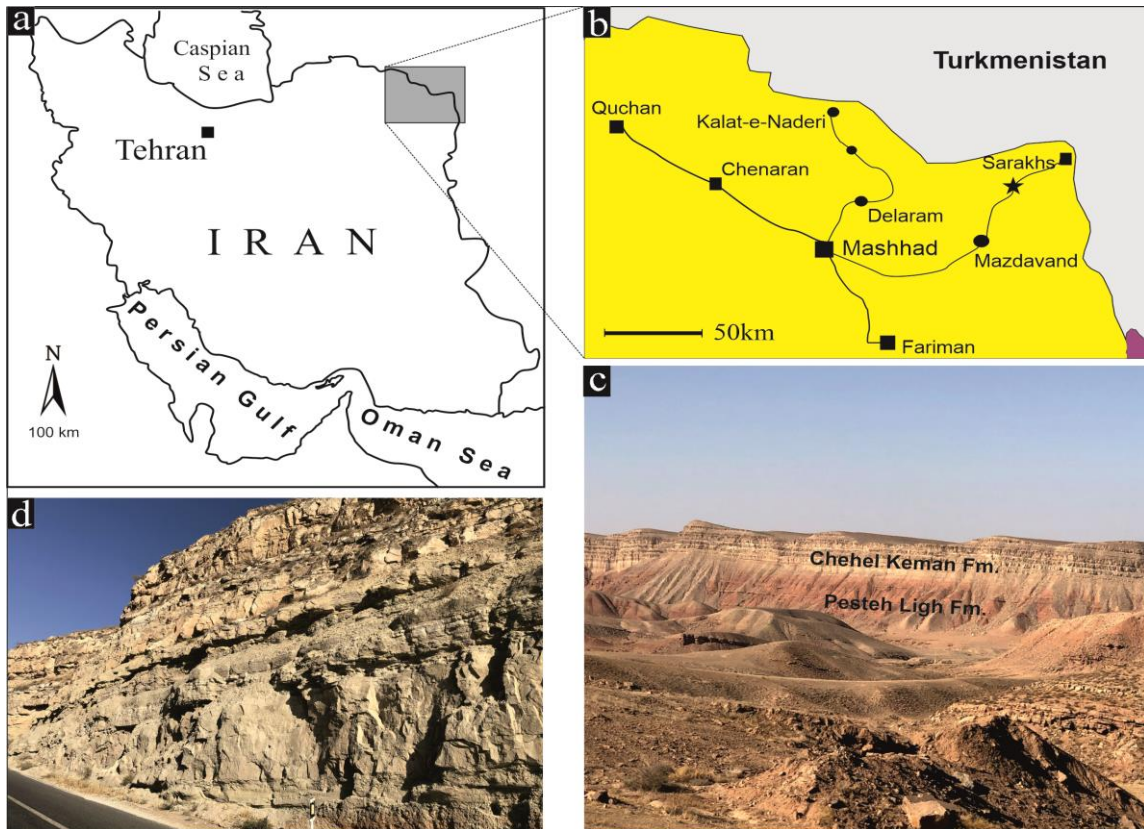 a
Caspian
Sea
Tehran
IRAN
Persian Gulf
Oman Sea
N
100 km
b
Turkmenistan
Quchan
Kalat-e-Naderi
Chenaran
Sarakhs
Delaram
Mashhad
Mazdavand
50km
Fariman
c
Chehel Keman Fm.
Pesteh Ligh Fm.
d